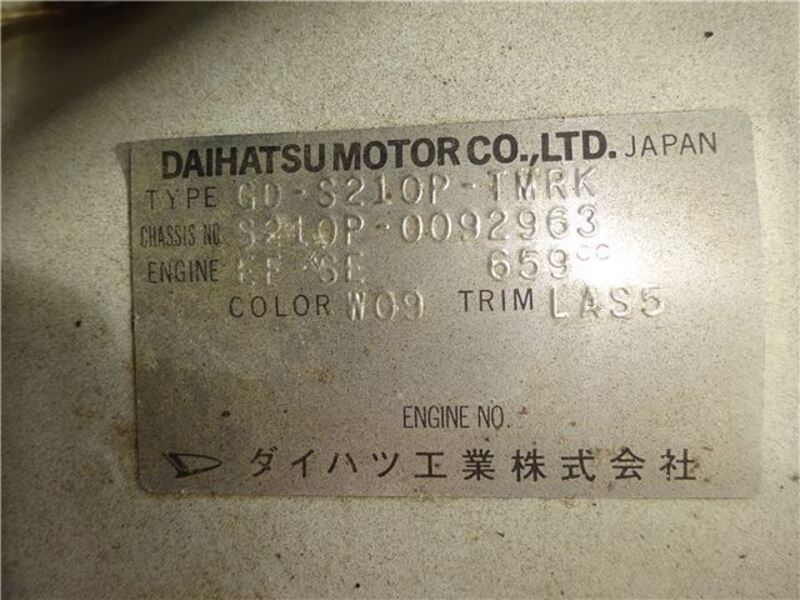 DAIHATSU MOTOR CO.,LTD. JAPAN
TYPE GD-S210P-TMRK
CHASSIS NO. S210P-0092963
ENGINE EF-SE 659CC
COLOR W09 TRIM LAS5
ENGINE NO.
ダイハツ工業株式会社